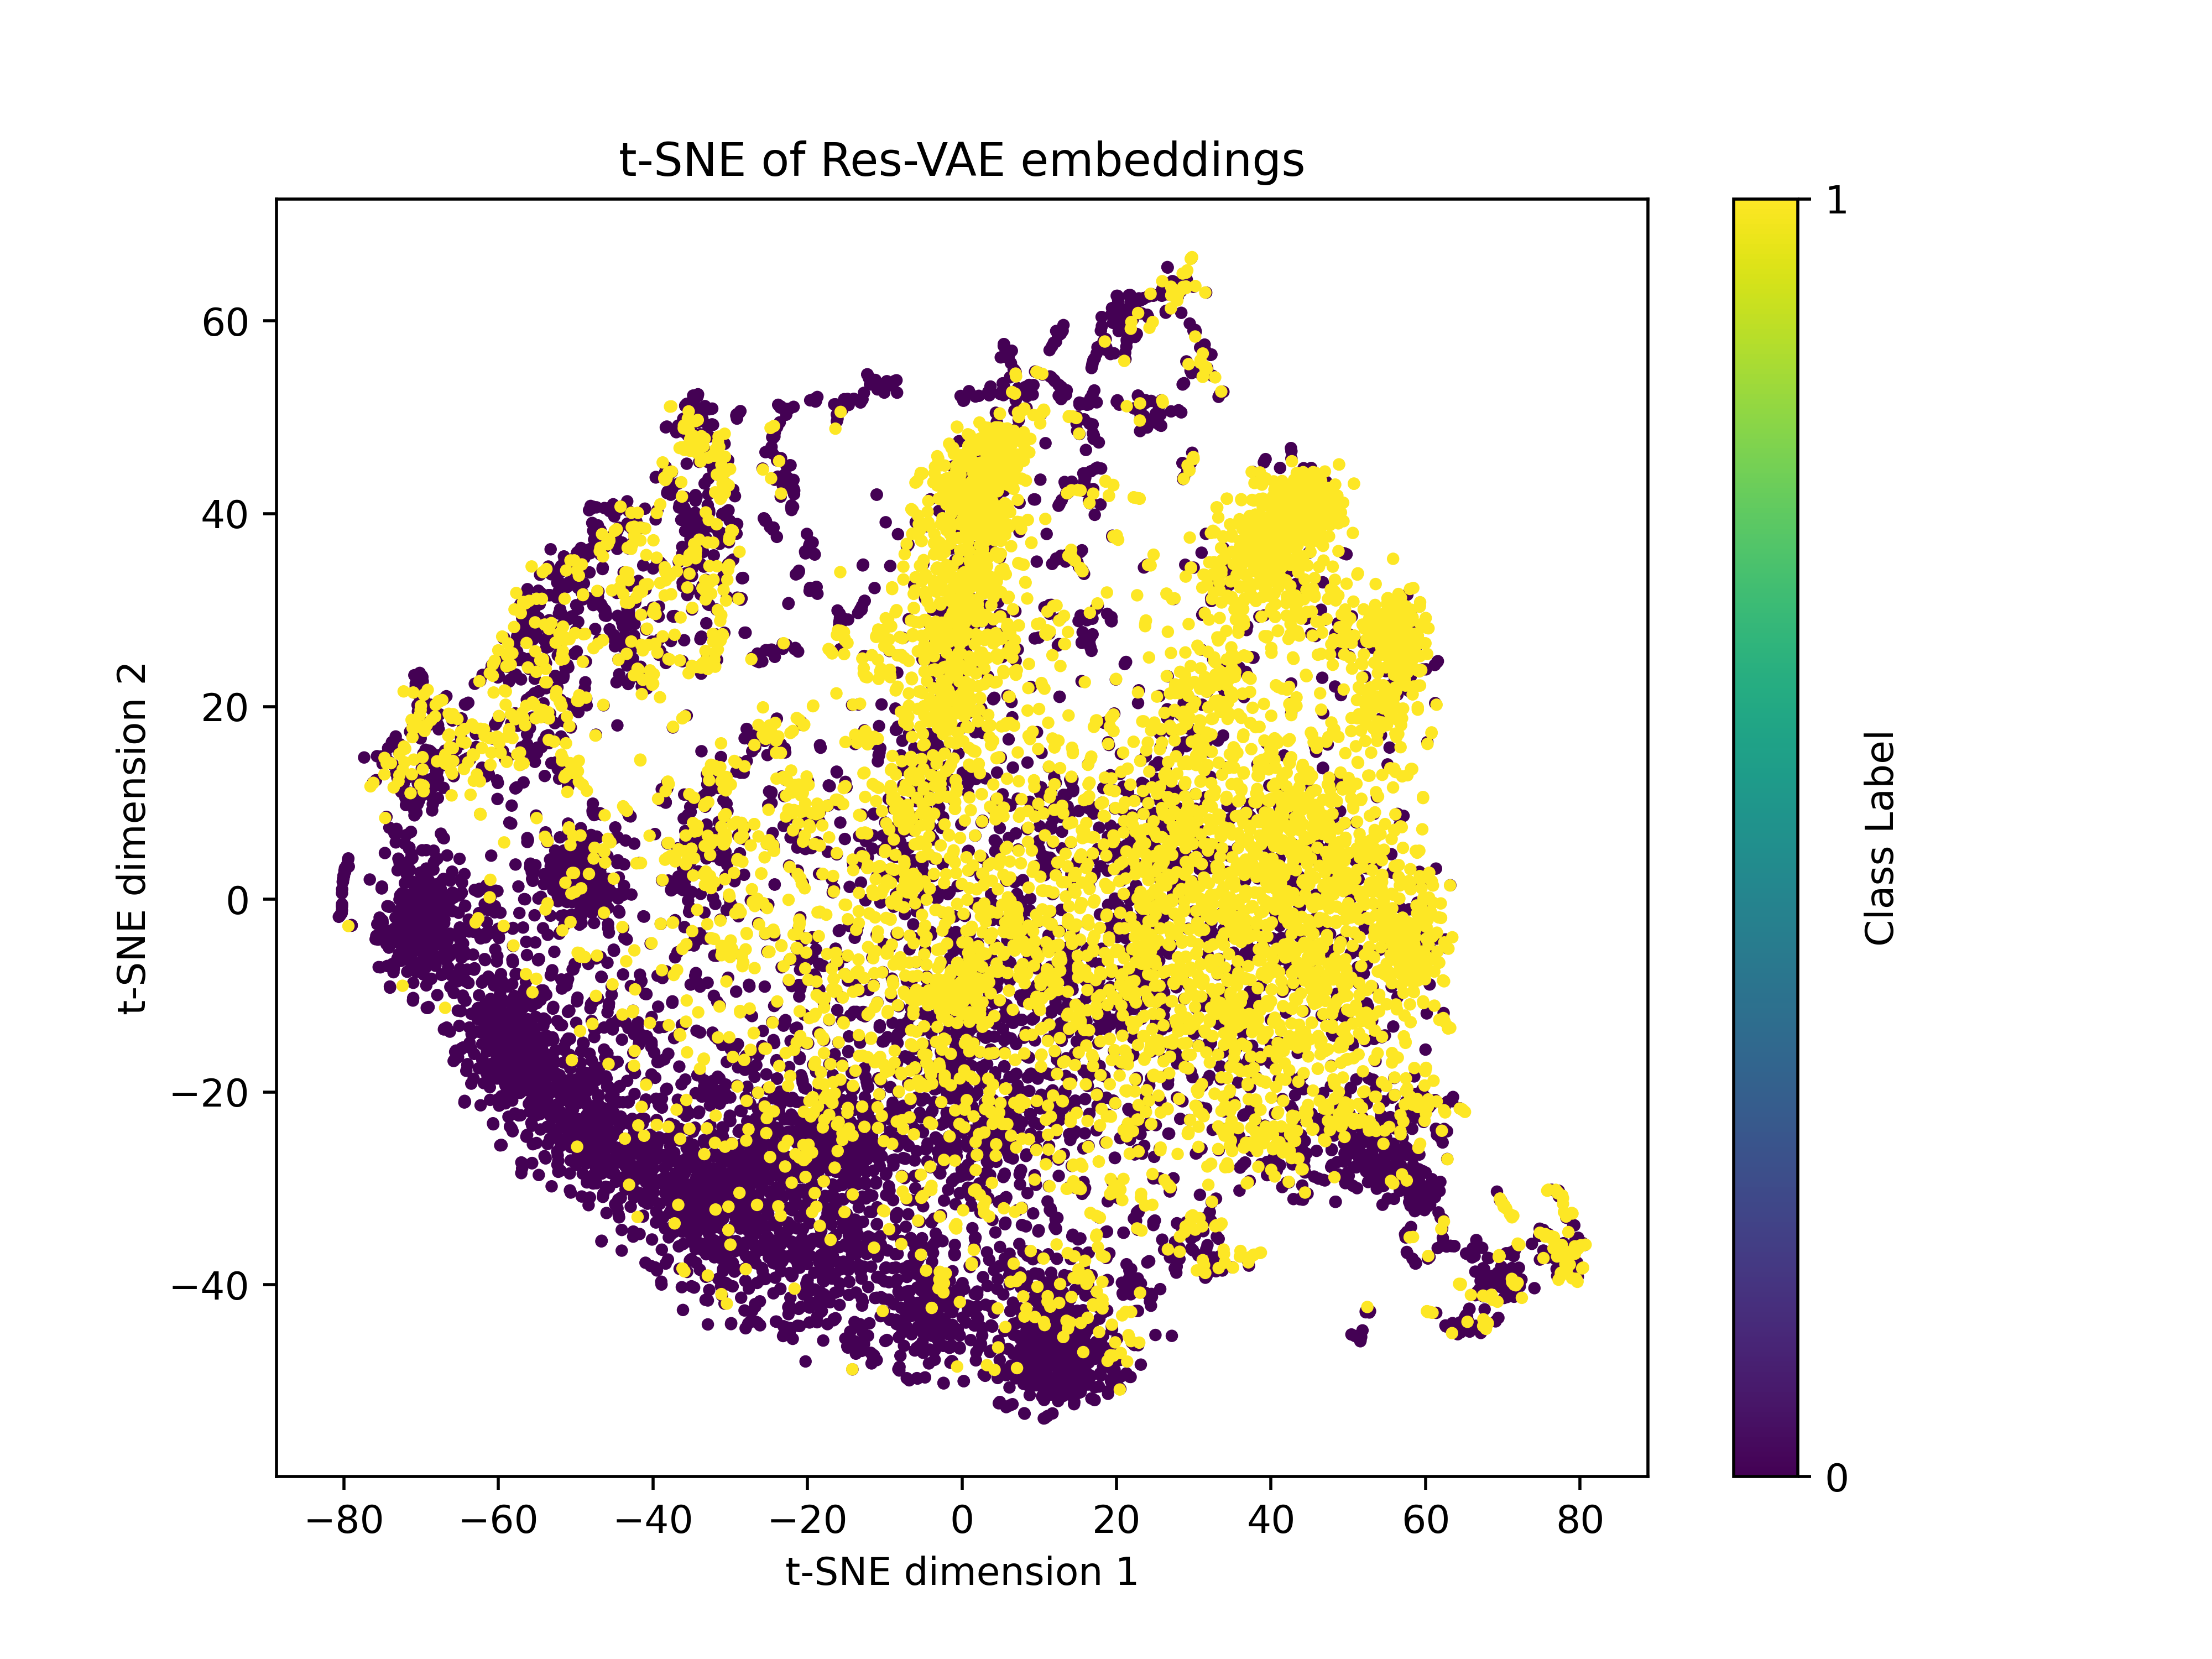 t-SNE of Res-VAE embeddings
60
40
20
0
−20
−40
t-SNE dimension 2
−80 −60 −40 −20 0 20 40 60 80
t-SNE dimension 1
1
0
Class Label